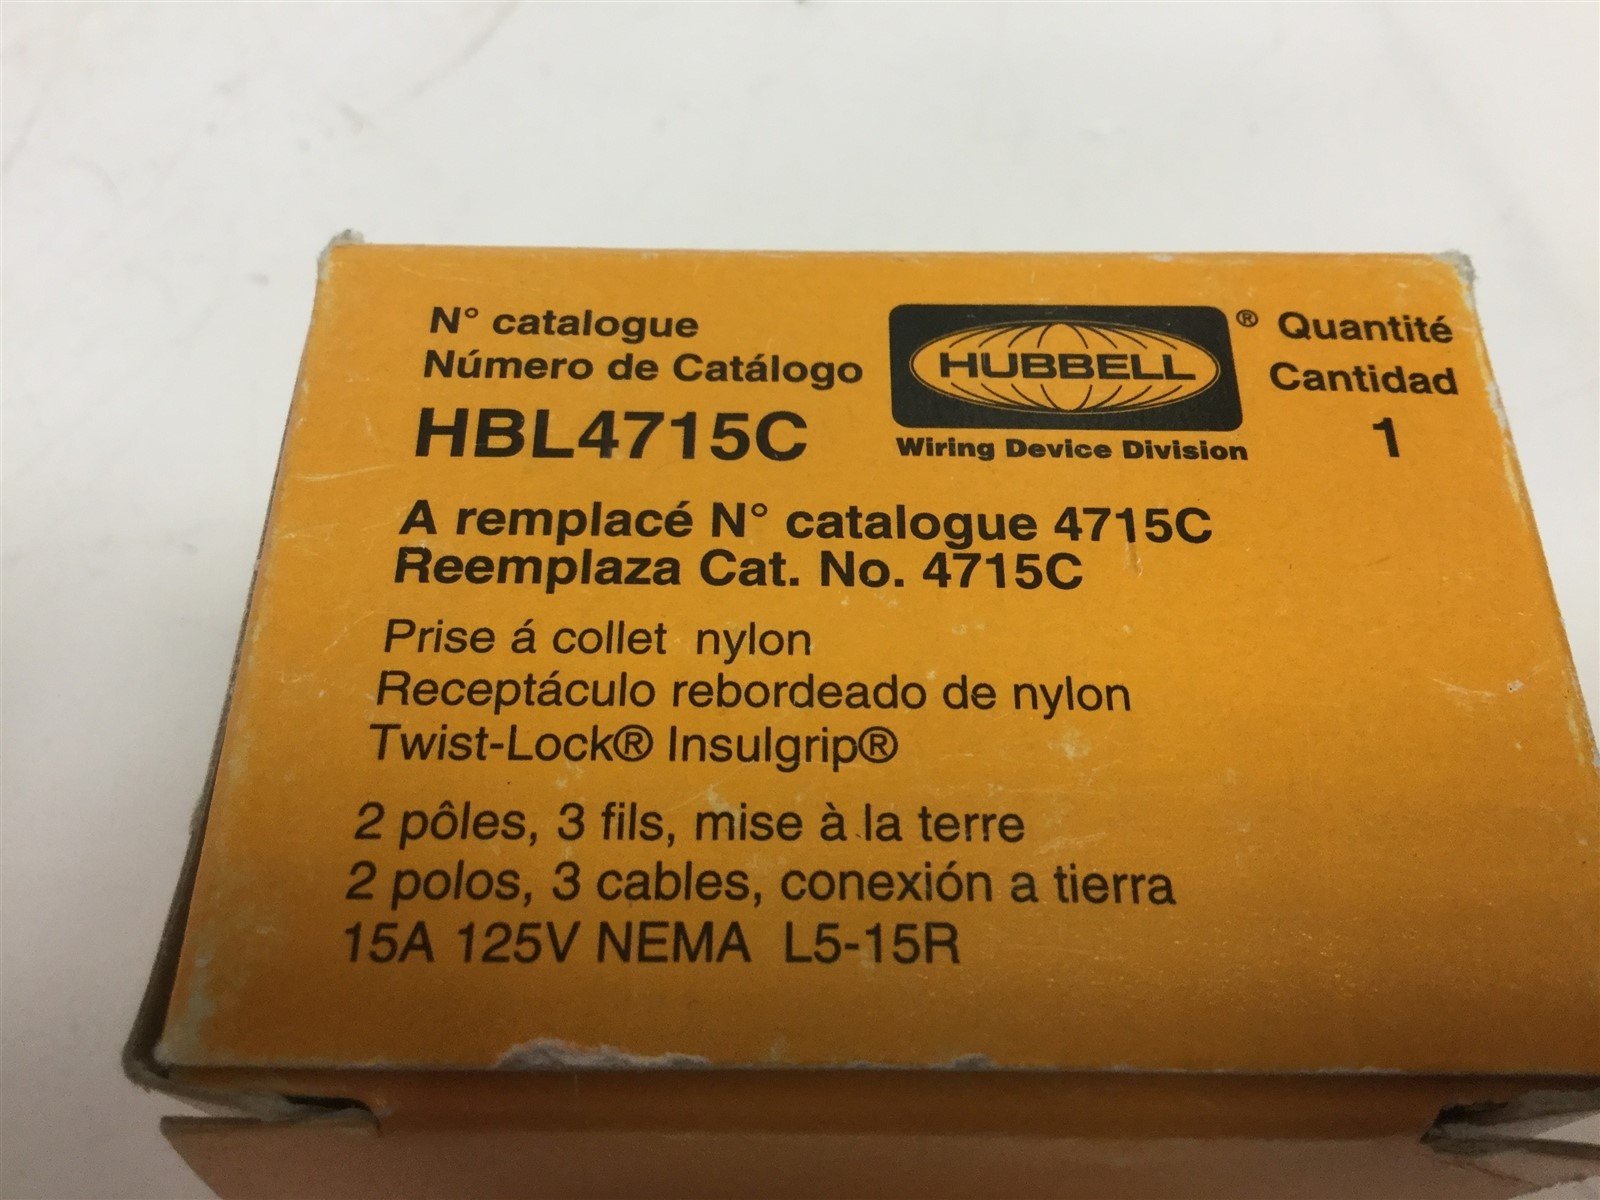 N° catalogue
Número de Catálogo
HBL4715C
HUBBELL®
Wiring Device Division
Quantité
Cantidad
1
A remplacé N° catalogue 4715C
Reemplaza Cat. No. 4715C
Prise á collet nylon
Receptáculo rebordeado de nylon
Twist-Lock® Insulgrip®
2 pôles, 3 fils, mise à la terre
2 polos, 3 cables, conexión a tierra
15A 125V NEMA L5-15R